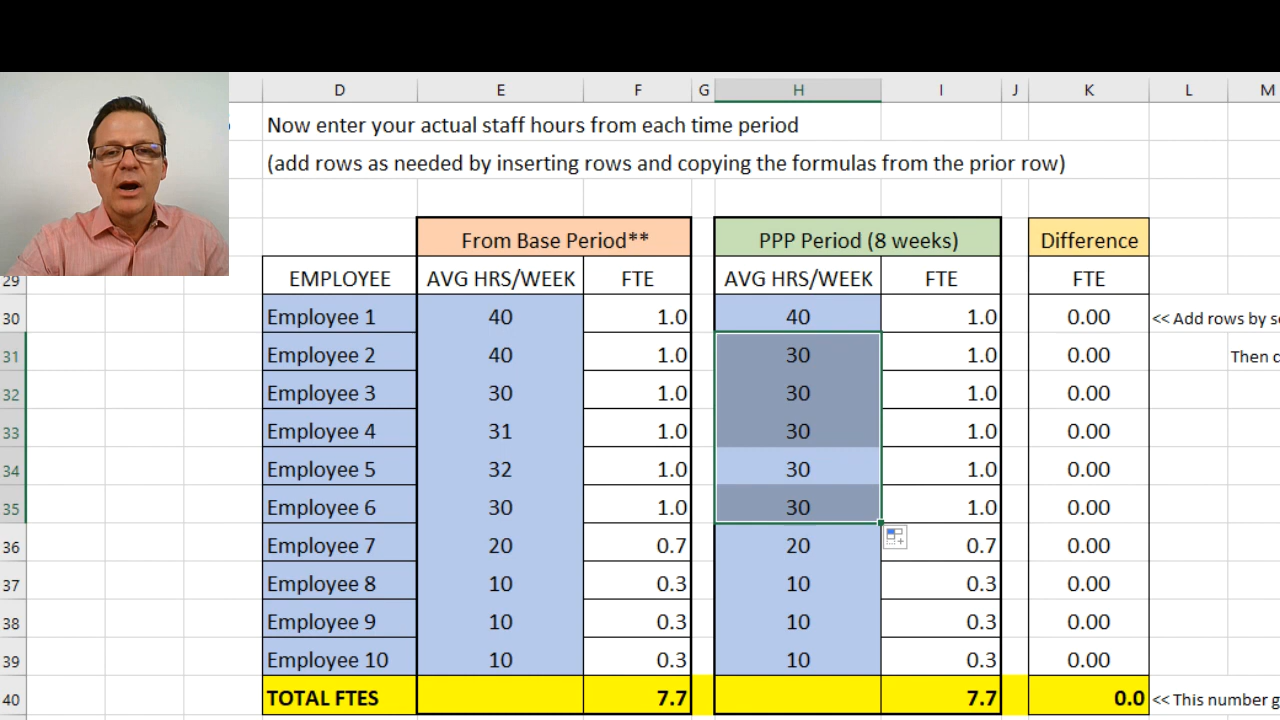 D E F G H I J K L M
Now enter your actual staff hours from each time period
(add rows as needed by inserting rows and copying the formulas from the prior row)
From Base Period** PPP Period (8 weeks) Difference
29 EMPLOYEE AVG HRS/WEEK FTE AVG HRS/WEEK FTE FTE
30 Employee 1 40 1.0 40 1.0 0.00 << Add rows by
31 Employee 2 40 1.0 30 1.0 0.00 Then
32 Employee 3 30 1.0 30 1.0 0.00
33 Employee 4 31 1.0 30 1.0 0.00
34 Employee 5 32 1.0 30 1.0 0.00
35 Employee 6 30 1.0 30 1.0 0.00
36 Employee 7 20 0.7 20 0.7 0.00
37 Employee 8 10 0.3 10 0.3 0.00
38 Employee 9 10 0.3 10 0.3 0.00
39 Employee 10 10 0.3 10 0.3 0.00
40 TOTAL FTES 7.7 7.7 0.0 << This number